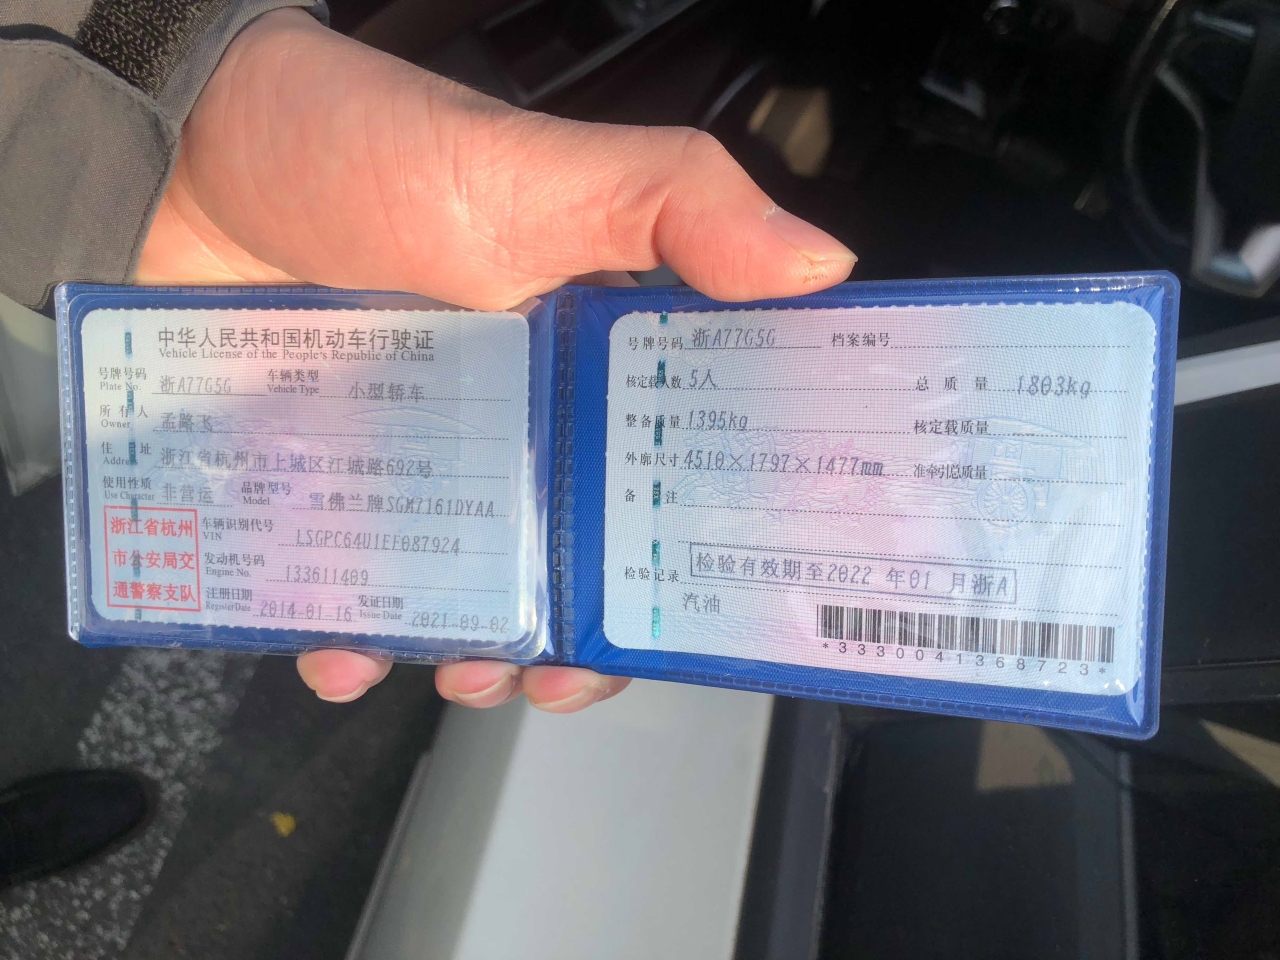 中华人民共和国机动车行驶证
Vehicle License of the People's Republic of China
号牌号码 Plate No. 浙A77G5G 车辆类型 Vehicle Type 小型轿车
所有人 Owner 孟路飞
住址 Address 浙江省杭州市上城区江城路692号
使用性质 Use Character 非营运 品牌型号 Model 雪佛兰牌SGM7161DYAA
浙江省杭州
市公安局交
通警察支队
车辆识别代号 VIN LSGPC64U1EF087924
发动机号码 Engine No. 133611409
注册日期 Register Date 2014-01-16 发证日期 Issue Date 2021-09-02
号牌号码 浙A77G5G 档案编号
核定载人数 5人 总质量 1803kg
整备质量 1395kg 核定载质量
外廓尺寸 4510×1797×1477mm 准牵引总质量
备注
检验记录 检验有效期至2022年01月浙A
汽油
*3330041368723*